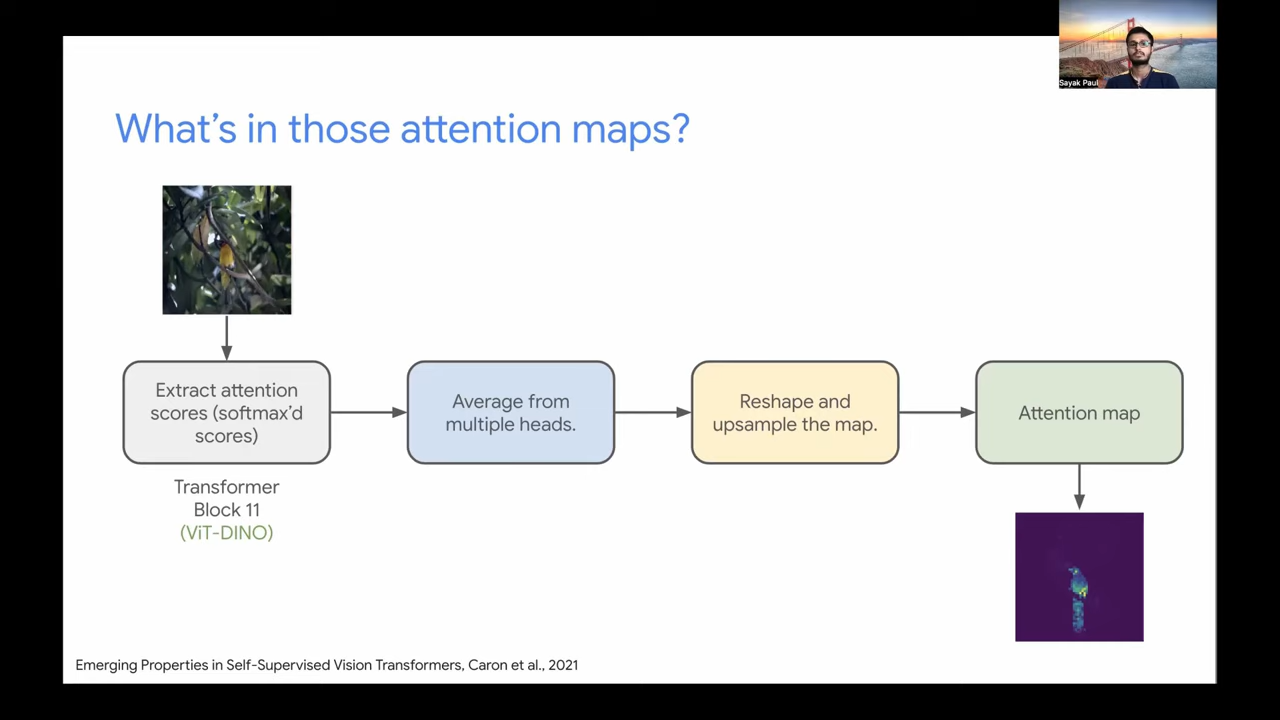 Sayak Paul
What's in those attention maps?
Extract attention
scores (softmax'd
scores)
Average from
multiple heads.
Reshape and
upsample the map.
Attention map
Transformer
Block 11
(ViT-DINO)
Emerging Properties in Self-Supervised Vision Transformers, Caron et al., 2021